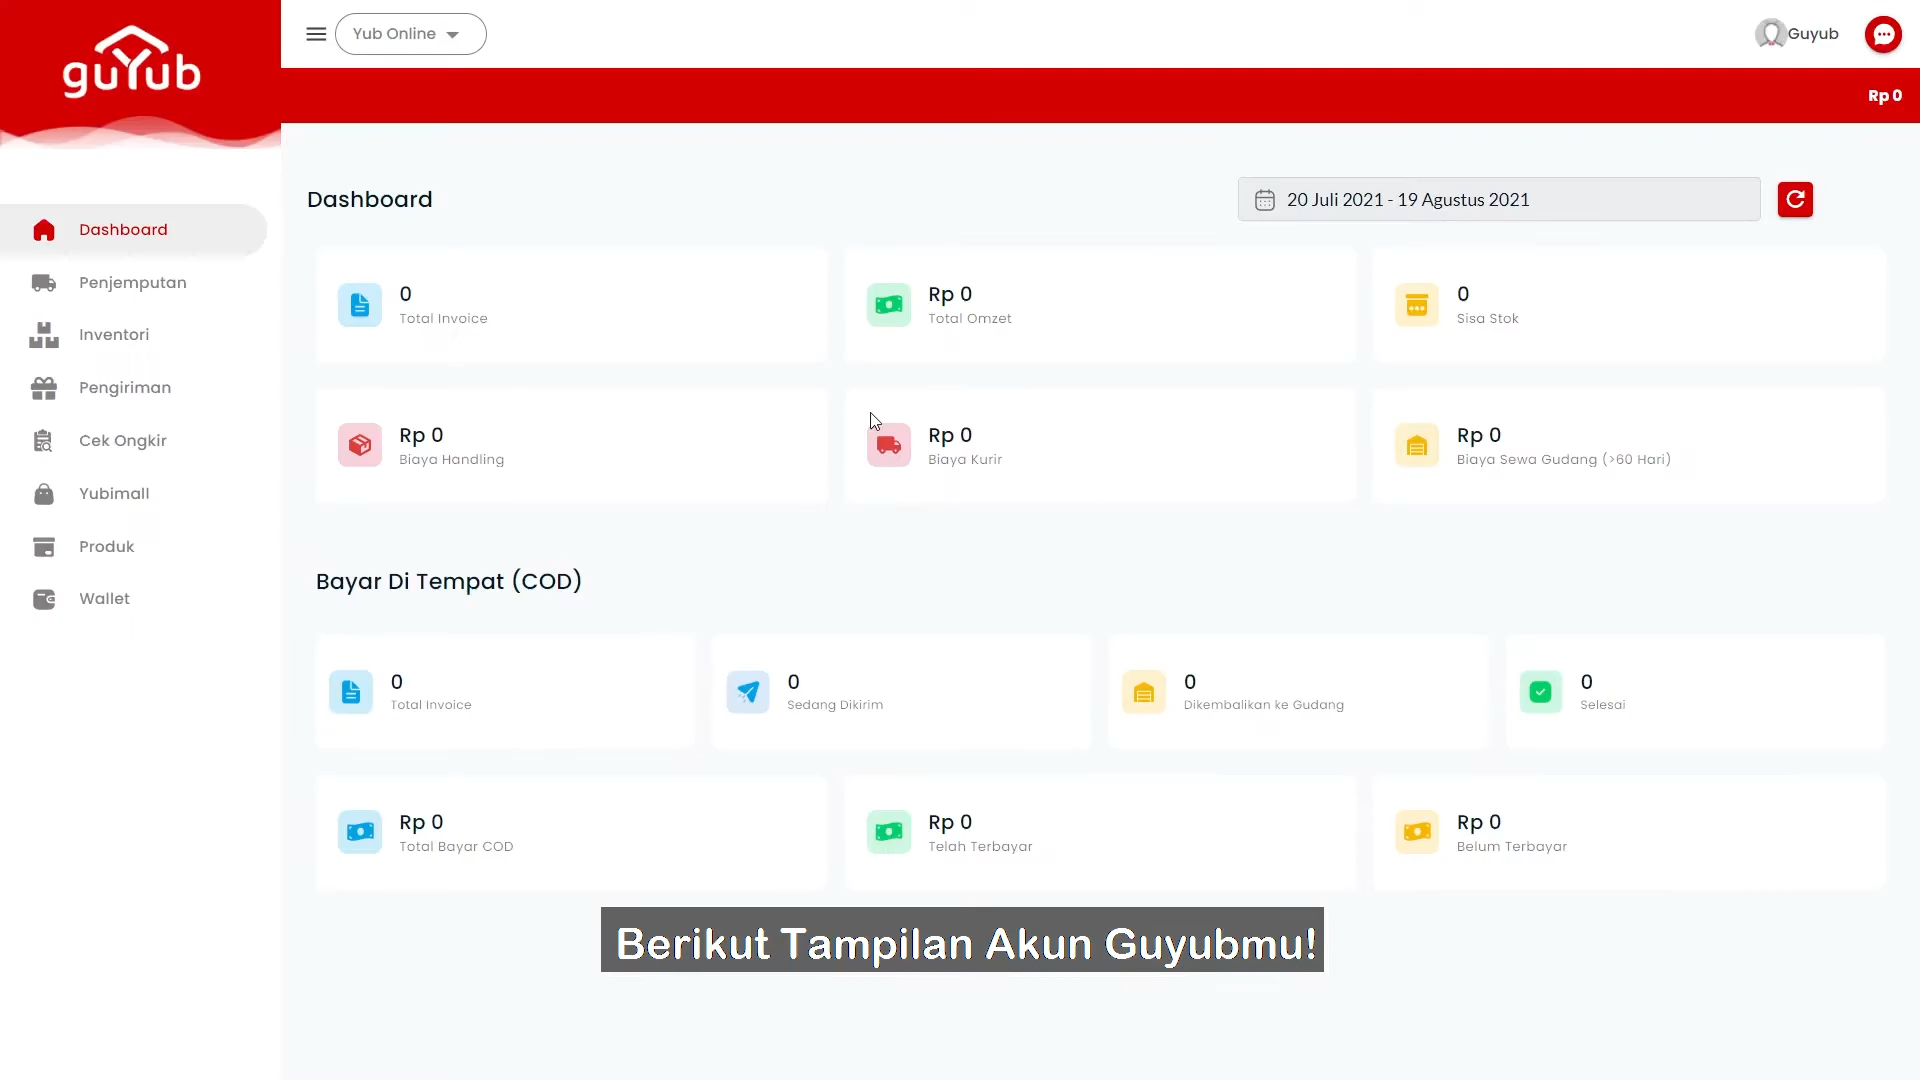 guYub
Yub Online
Guyub
Rp 0
Dashboard
Penjemputan
Inventori
Pengiriman
Cek Ongkir
Yubimall
Produk
Wallet
Dashboard
20 Juli 2021 - 19 Agustus 2021
0
Total Invoice
Rp 0
Total Omzet
0
Sisa Stok
Rp 0
Biaya Handling
Rp 0
Biaya Kurir
Rp 0
Biaya Sewa Gudang (>60 Hari)
Bayar Di Tempat (COD)
0
Total Invoice
0
Sedang Dikirim
0
Dikembalikan ke Gudang
0
Selesai
Rp 0
Total Bayar COD
Rp 0
Telah Terbayar
Rp 0
Belum Terbayar
Berikut Tampilan Akun Guyubmu!